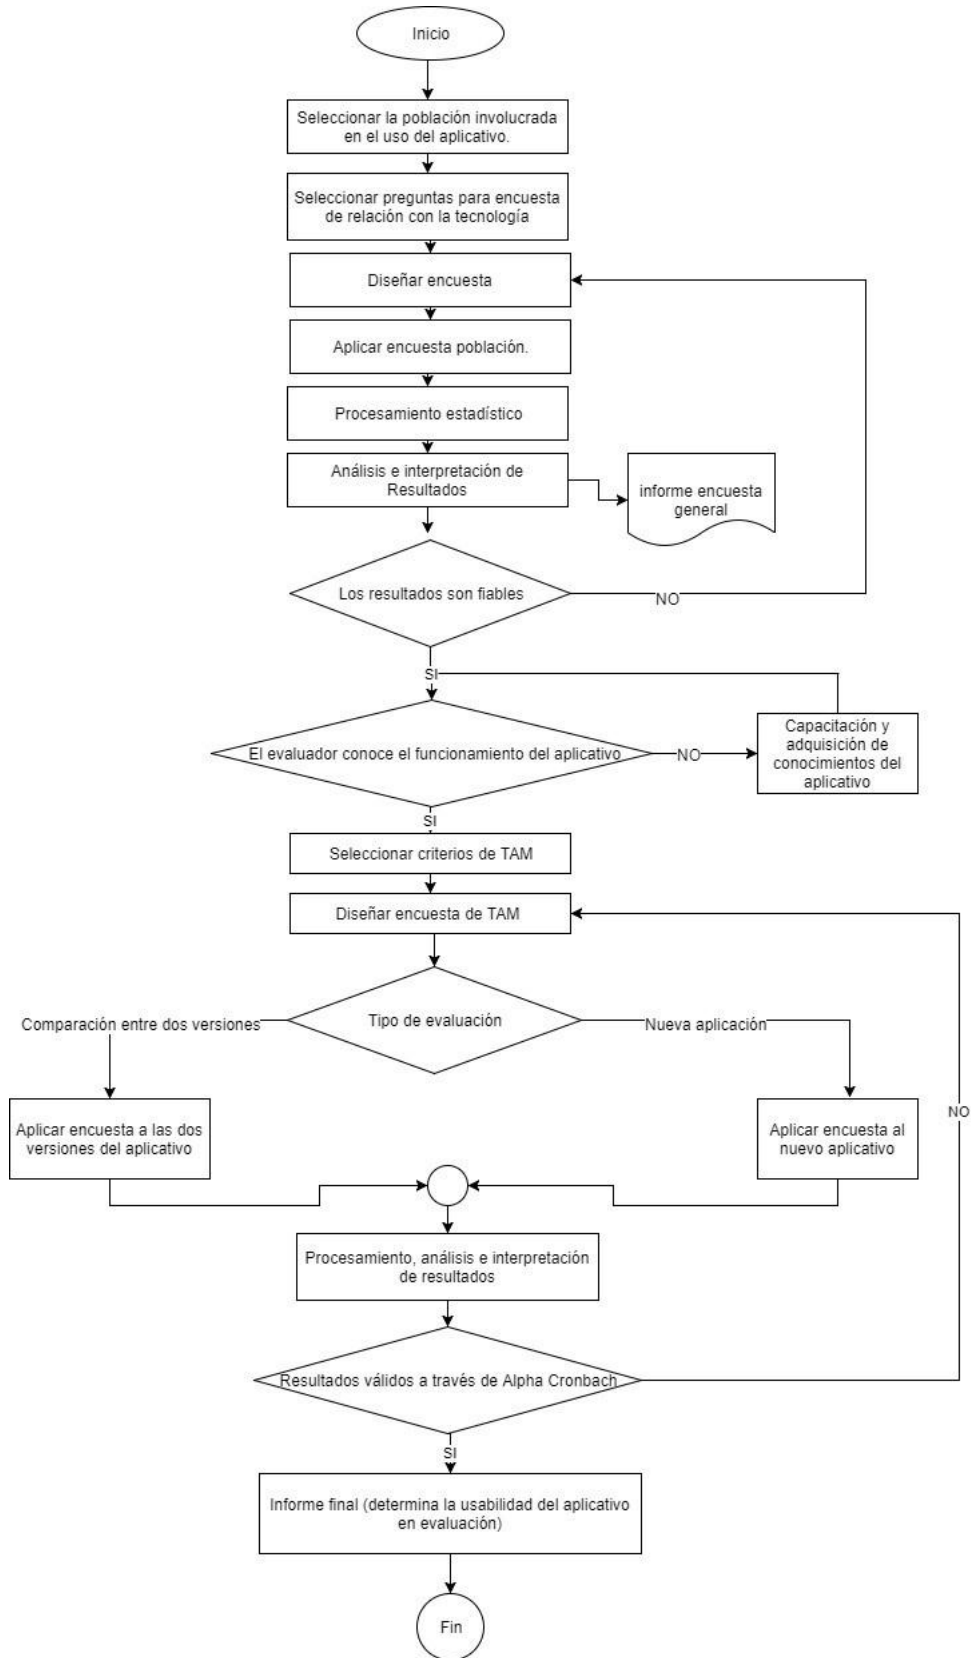 Inicio
Seleccionar la población involucrada
en el uso del aplicativo.
Seleccionar preguntas para encuesta
de relación con la tecnología
Diseñar encuesta
Aplicar encuesta población.
Procesamiento estadístico
Análisis e interpretación de
Resultados
informe encuesta
general
Los resultados son fiables
NO
SI
El evaluador conoce el funcionamiento del aplicativo
NO
Capacitación y
adquisición de
conocimientos del
aplicativo
SI
Seleccionar criterios de TAM
Diseñar encuesta de TAM
Tipo de evaluación
Comparación entre dos versiones
Nueva aplicación
Aplicar encuesta a las dos
versiones del aplicativo
Aplicar encuesta al
nuevo aplicativo
NO
Procesamiento, análisis e interpretación
de resultados
Resultados válidos a través de Alpha Cronbach
SI
Informe final (determina la usabilidad del aplicativo
en evaluación)
Fin